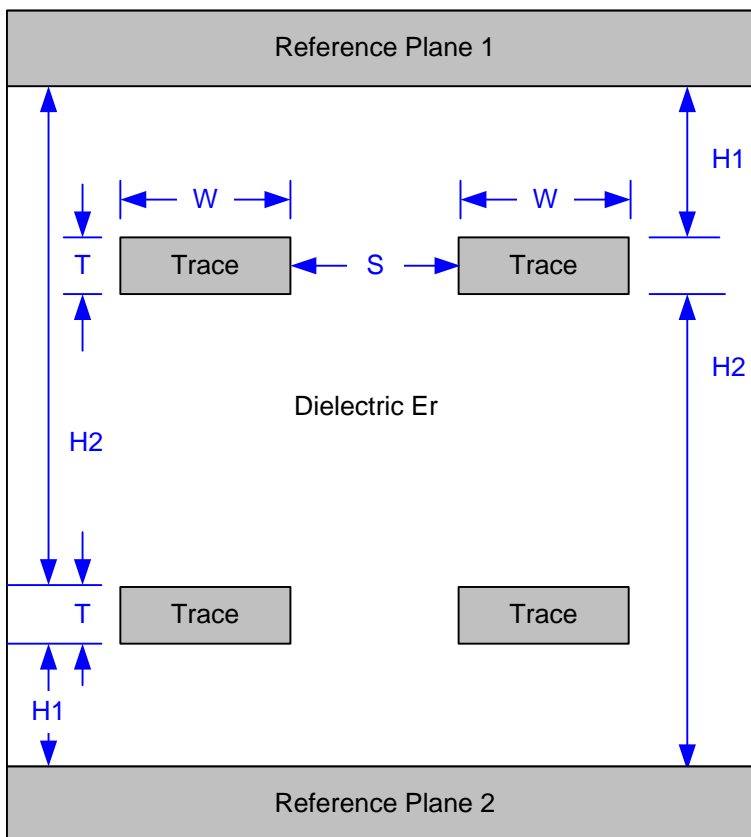 Reference Plane 1
H1
W W
T Trace S Trace
H2
Dielectric Er
H2
T Trace Trace
H1
Reference Plane 2